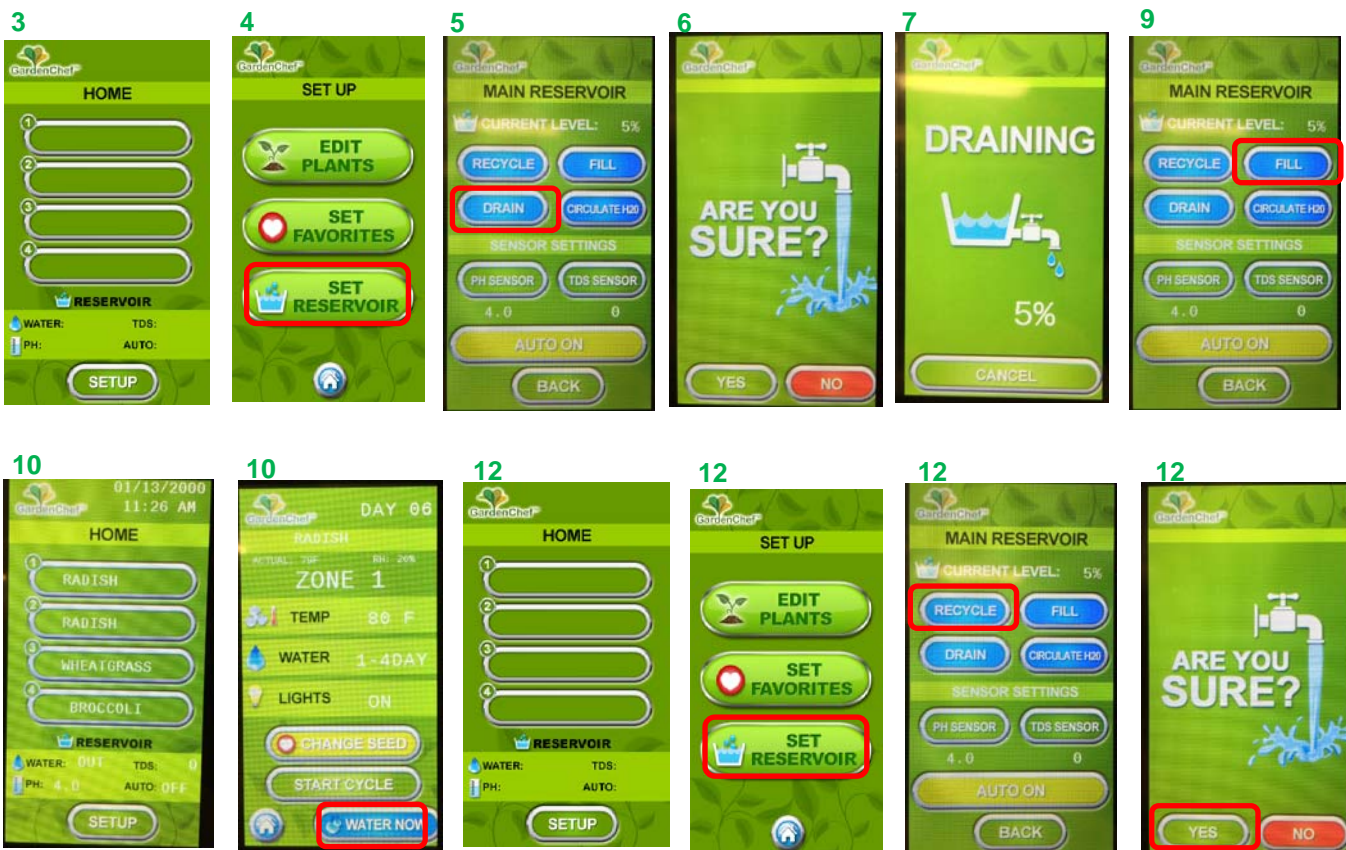 3
GardenChef
HOME
1
2
3
4
RESERVOIR
WATER: TDS:
PH: AUTO:
SETUP
4
GardenChef
SET UP
EDIT
PLANTS
SET
FAVORITES
SET
RESERVOIR
5
GardenChef
MAIN RESERVOIR
CURRENT LEVEL: 5%
RECYCLE FILL
DRAIN CIRCULATE H20
SENSOR SETTINGS
PH SENSOR TDS SENSOR
4.0 0
AUTO ON
BACK
6
GardenChef
ARE YOU
SURE?
YES NO
7
GardenChef
DRAINING
5%
CANCEL
9
GardenChef
MAIN RESERVOIR
CURRENT LEVEL: 5%
RECYCLE FILL
DRAIN CIRCULATE H20
SENSOR SETTINGS
PH SENSOR TDS SENSOR
4.0 0
AUTO ON
BACK
10
01/13/2000
GardenChef 11:26 AM
HOME
1 RADISH
2 RADISH
3 WHEATGRASS
4 BROCCOLI
RESERVOIR
WATER: OUT TDS: 0
PH: 4.0 AUTO: OFF
SETUP
10
GardenChef DAY 06
RADISH
ACTUAL: RH: 20%
ZONE 1
TEMP 80 F
WATER 1-4DAY
LIGHTS ON
CHANGE SEED
START CYCLE
WATER NOW
12
GardenChef
HOME
1
2
3
4
RESERVOIR
WATER: TDS:
PH: AUTO:
SETUP
12
GardenChef
SET UP
EDIT
PLANTS
SET
FAVORITES
SET
RESERVOIR
12
GardenChef
MAIN RESERVOIR
CURRENT LEVEL: 5%
RECYCLE FILL
DRAIN CIRCULATE H20
SENSOR SETTINGS
PH SENSOR TDS SENSOR
4.0 0
AUTO ON
BACK
12
GardenChef
ARE YOU
SURE?
YES NO